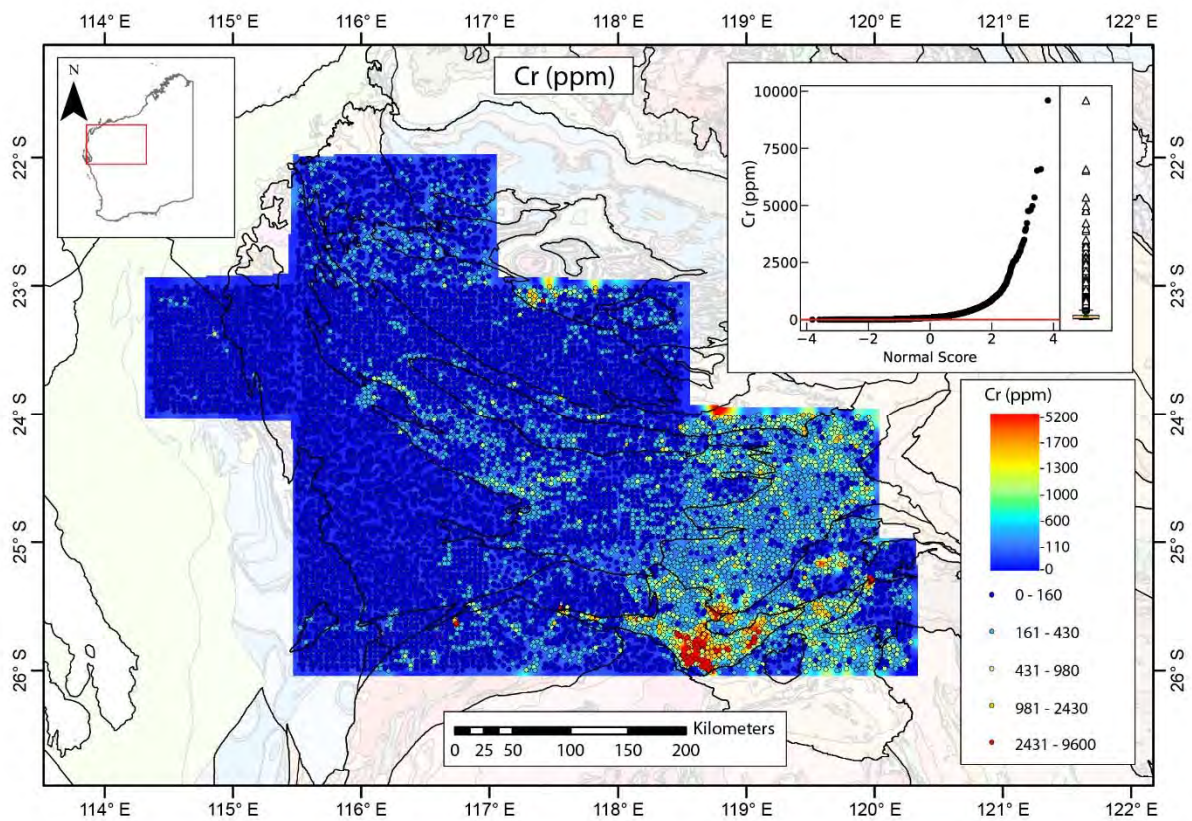 114° E 115° E 116° E 117° E 118° E 119° E 120° E 121° E 122° E
N
Cr (ppm)
10000
7500
5000
2500
0
Cr (ppm)
−4 −2 0 2 4
Normal Score
22° S
23° S
24° S
25° S
26° S
22° S
23° S
24° S
25° S
26° S
Cr (ppm)
5200
1700
1300
1000
600
110
0
0 - 160
161 - 430
431 - 980
981 - 2430
2431 - 9600
Kilometers
0 25 50 100 150 200
114° E 115° E 116° E 117° E 118° E 119° E 120° E 121° E 122° E